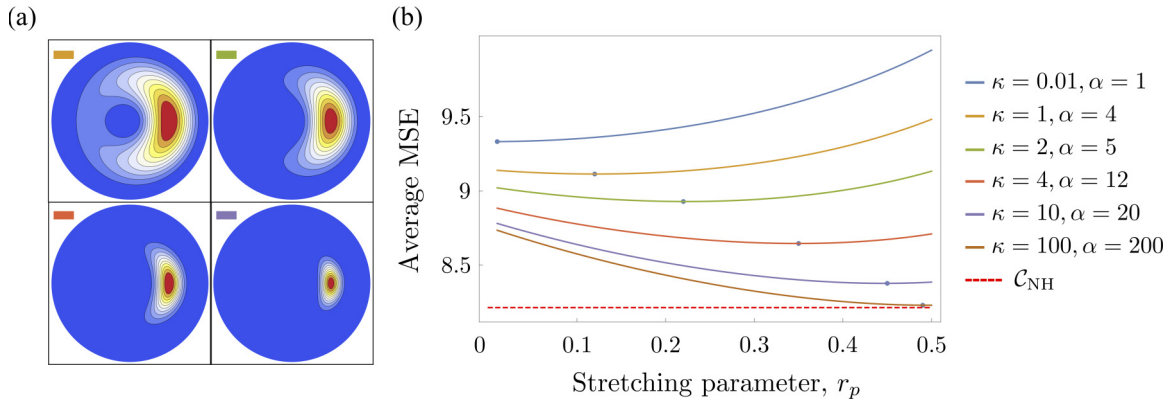 (a)
(b)
Average MSE
9.5
9
8.5
0 0.1 0.2 0.3 0.4 0.5
Stretching parameter, r_p
κ = 0.01, α = 1
κ = 1, α = 4
κ = 2, α = 5
κ = 4, α = 12
κ = 10, α = 20
κ = 100, α = 200
𝒞_NH